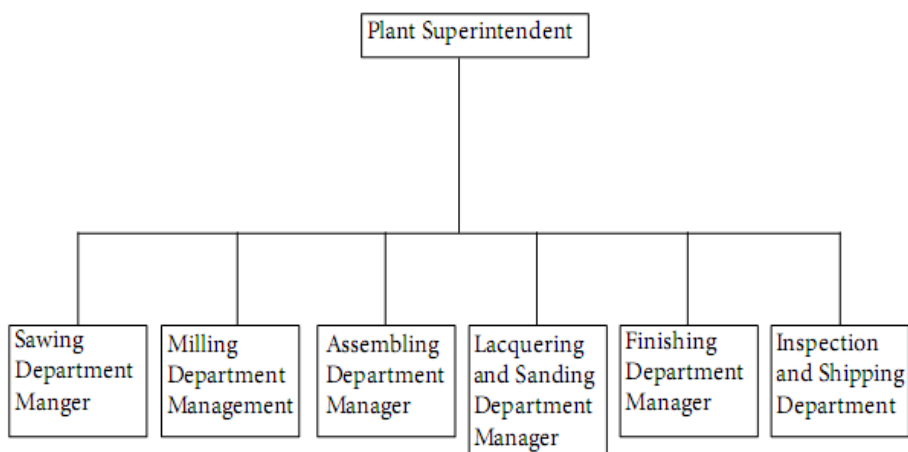 Plant Superintendent
Sawing
Department
Manger
Milling
Department
Management
Assembling
Department
Manager
Lacquering
and Sanding
Department
Manager
Finishing
Department
Manager
Inspection
and Shipping
Department